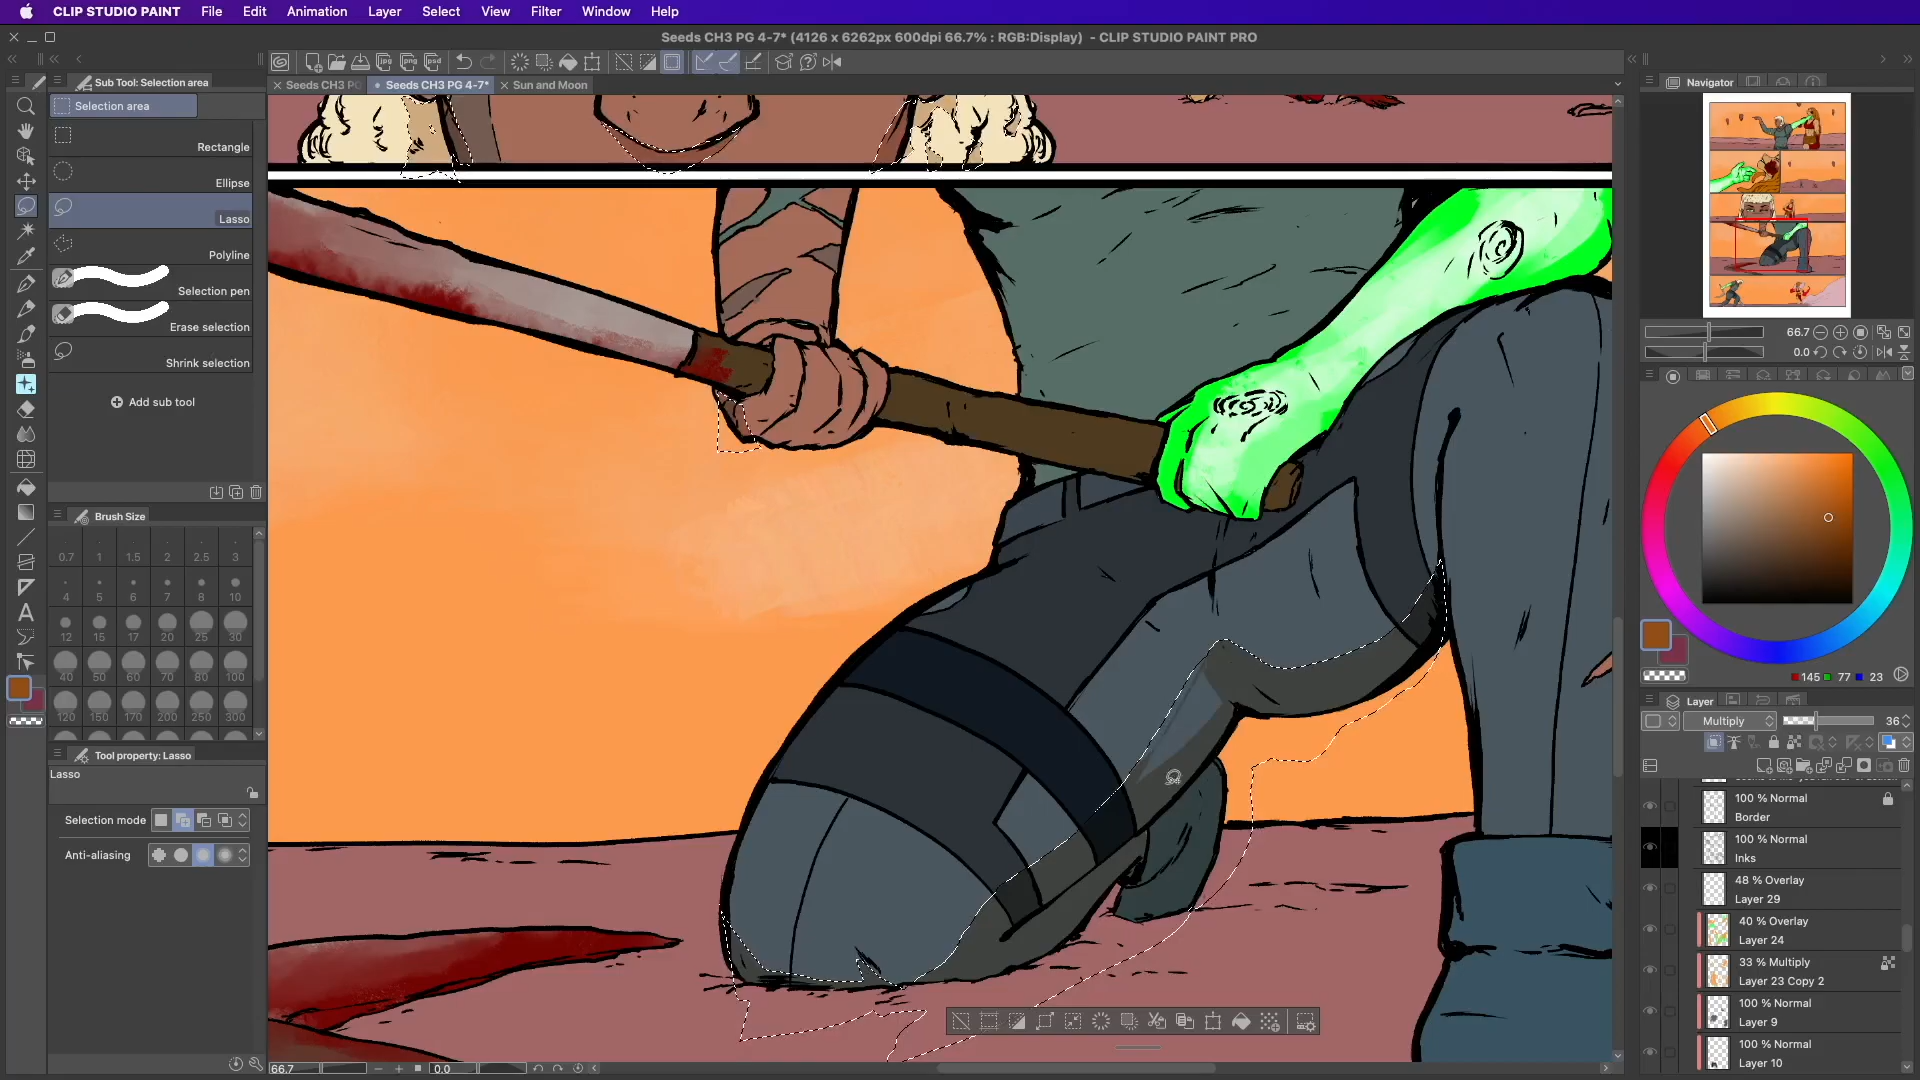 CLIP STUDIO PAINT File Edit Animation Layer Select View Filter Window Help
Seeds CH3 PG 4-7* (4126 x 6262px 600dpi 66.7% : RGB:Display) - CLIP STUDIO PAINT PRO
Sub Tool: Selection area
Seeds CH3 PG
Seeds CH3 PG 4-7*
Sun and Moon
Navigator
Selection area
Rectangle
Ellipse
Lasso
Polyline
Selection pen
Erase selection
Shrink selection
Add sub tool
66.7
0.0
Brush Size
0.7 1 1.5 2 2.5 3
4 5 6 7 8 10
12 15 17 20 25 30
40 50 60 70 80 100
120 150 170 200 250 300
145 77 23
Tool property: Lasso
Lasso
Selection mode
Anti-aliasing
Layer
Multiply 36
100 % Normal
Border
100 % Normal
Inks
48 % Overlay
Layer 29
40 % Overlay
Layer 24
33 % Multiply
Layer 23 Copy 2
100 % Normal
Layer 9
100 % Normal
Layer 10
66.7 0.0